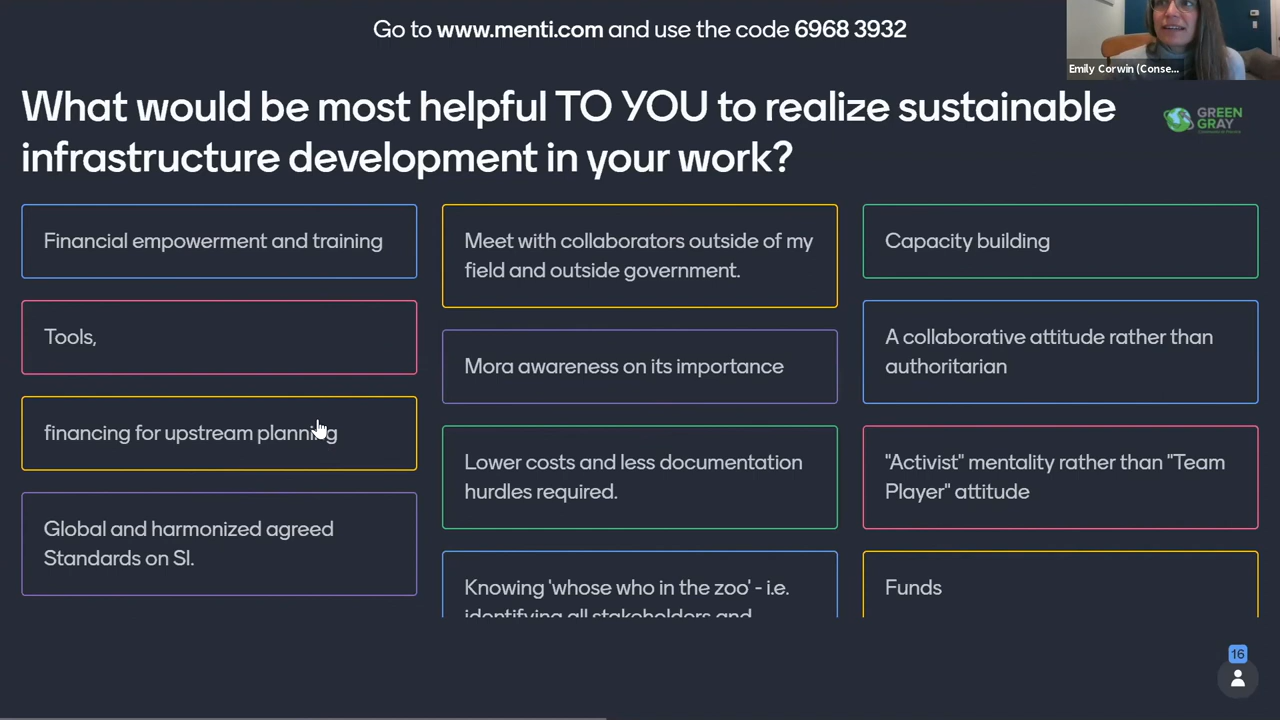 Go to www.menti.com and use the code 6968 3932
Emily Corwin (Conse...
What would be most helpful TO YOU to realize sustainable
infrastructure development in your work?
GREEN
GRAY
Financial empowerment and training
Tools,
financing for upstream planning
Global and harmonized agreed
Standards on SI.
Meet with collaborators outside of my
field and outside government.
Mora awareness on its importance
Lower costs and less documentation
hurdles required.
Knowing 'whose who in the zoo' - i.e.
identifying all stakeholders and
Capacity building
A collaborative attitude rather than
authoritarian
"Activist" mentality rather than "Team
Player" attitude
Funds
16